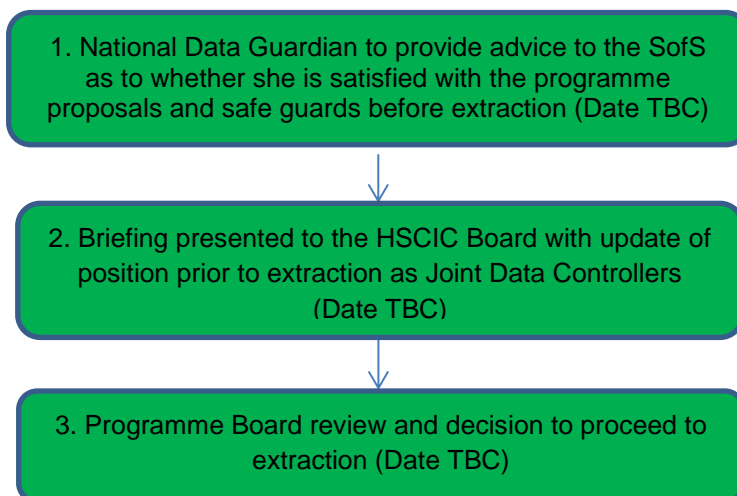 1. National Data Guardian to provide advice to the SofS
as to whether she is satisfied with the programme
proposals and safe guards before extraction (Date TBC)
2. Briefing presented to the HSCIC Board with update of
position prior to extraction as Joint Data Controllers
(Date TBC)
3. Programme Board review and decision to proceed to
extraction (Date TBC)